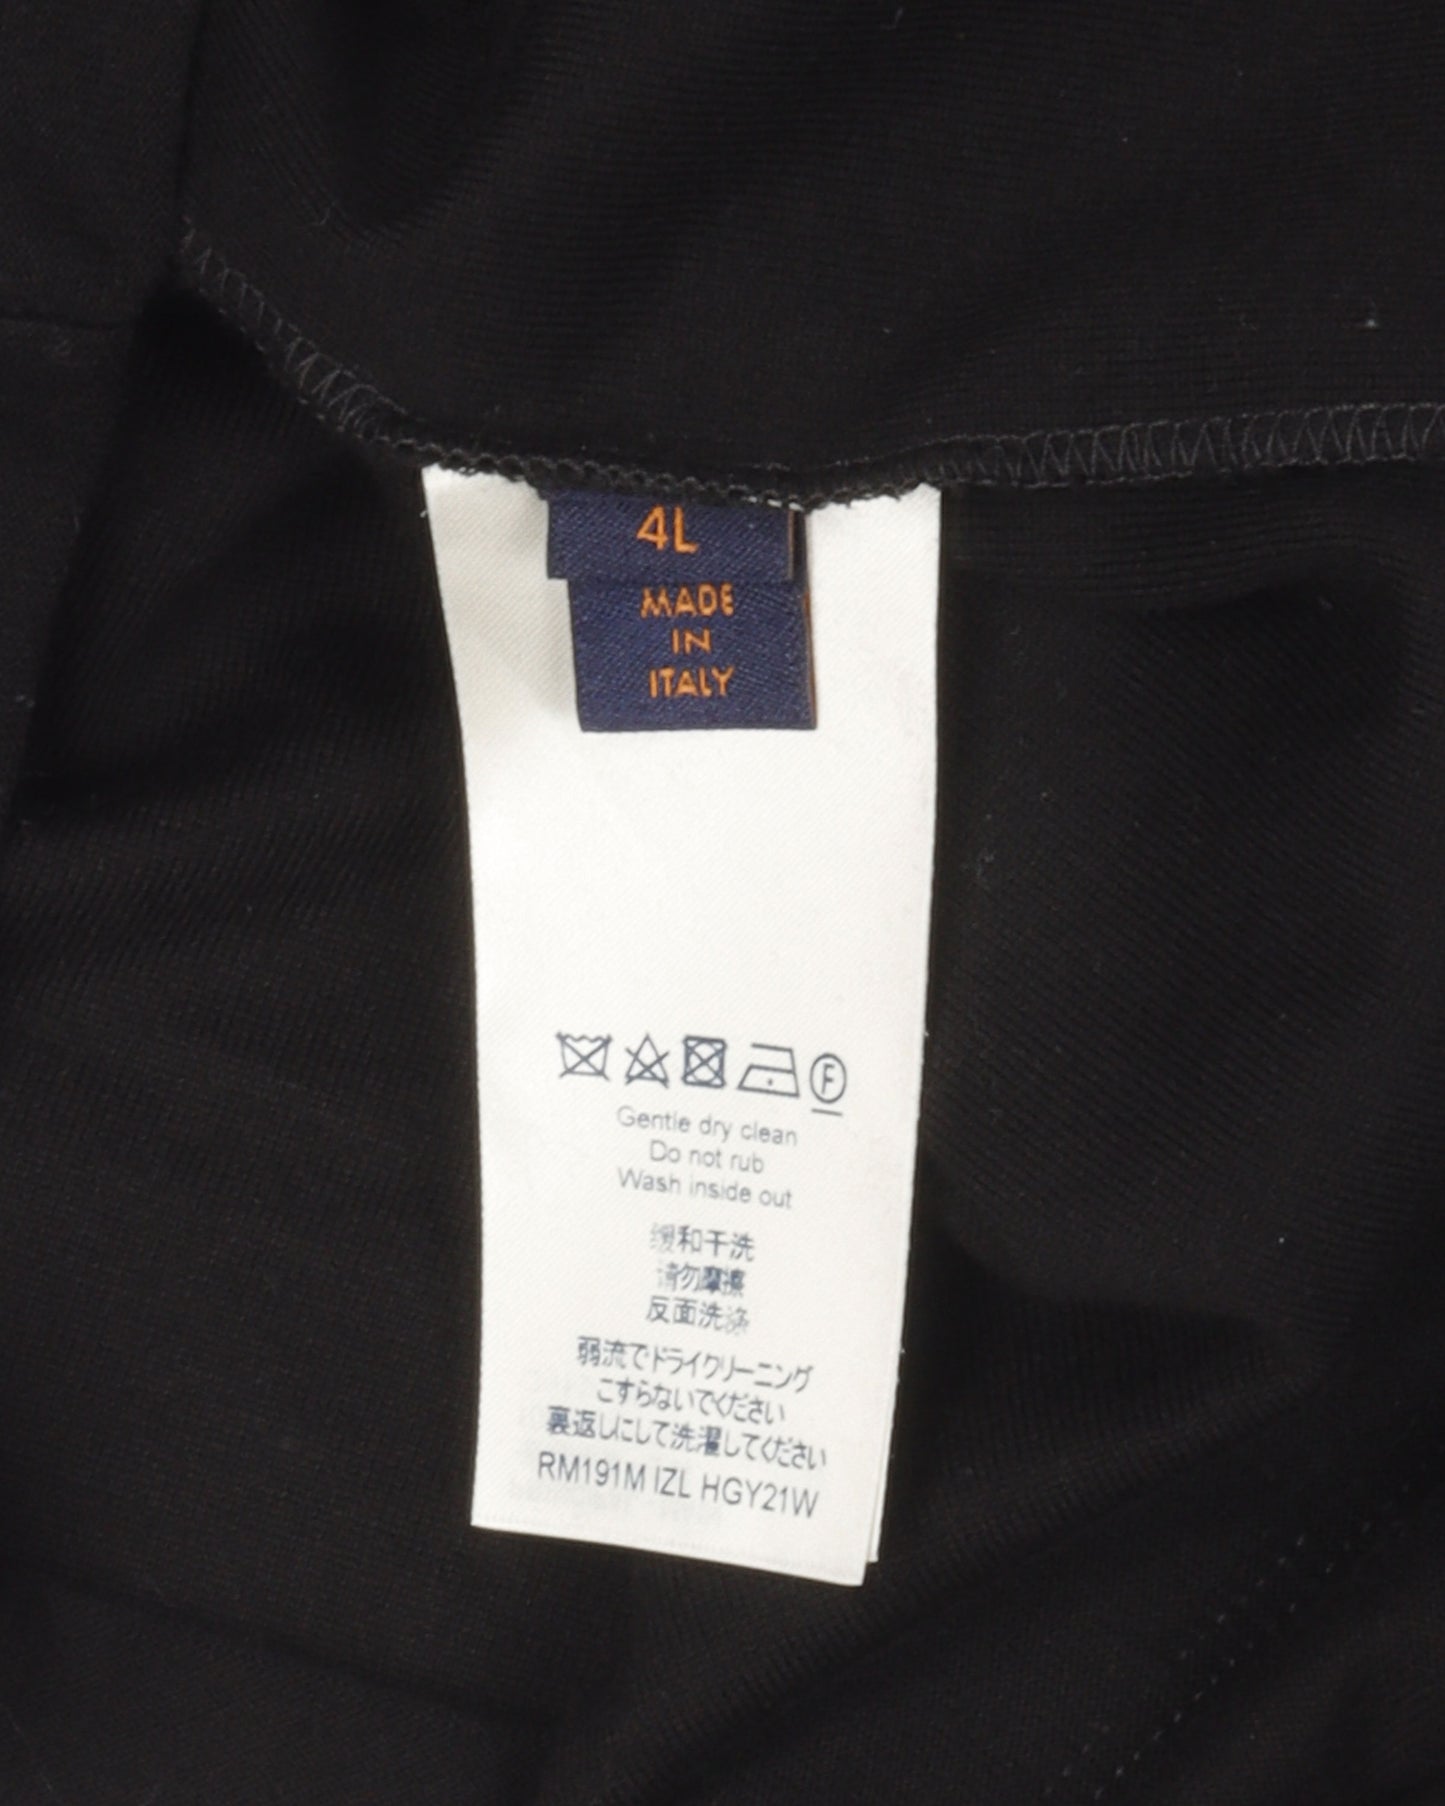 4L
MADE
IN
ITALY
F
Gentle dry clean
Do not rub
Wash inside out
缓和干洗
请勿摩擦
反面洗涤
弱流でドライクリーニング
こすらないでください
裏返しにして洗濯してください
RM191M IZL HGY21W